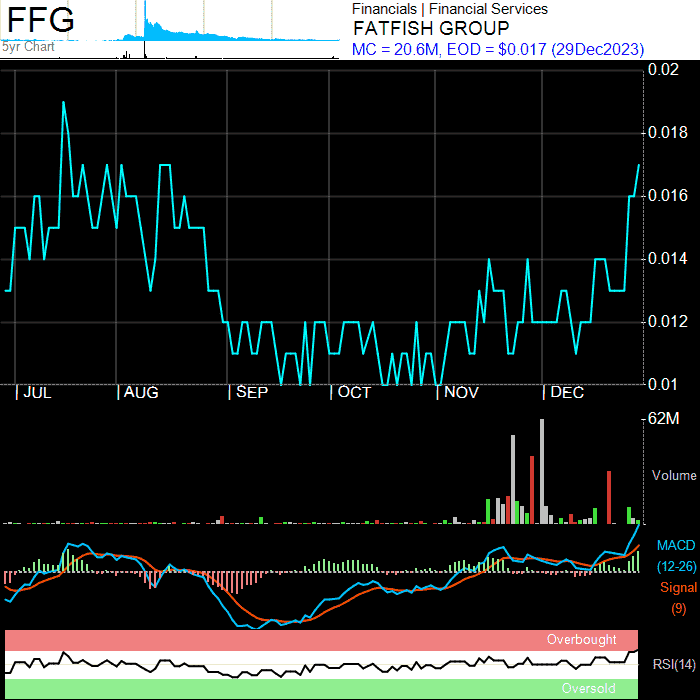 FFG
5yr Chart
Financials | Financial Services
FATFISH GROUP
MC = 20.6M, EOD = $0.017 (29Dec2023)
0.02
0.018
0.016
0.014
0.012
0.01
JUL AUG SEP OCT NOV DEC
62M
Volume
MACD
(12-26)
Signal
(9)
Overbought
RSI(14)
Oversold